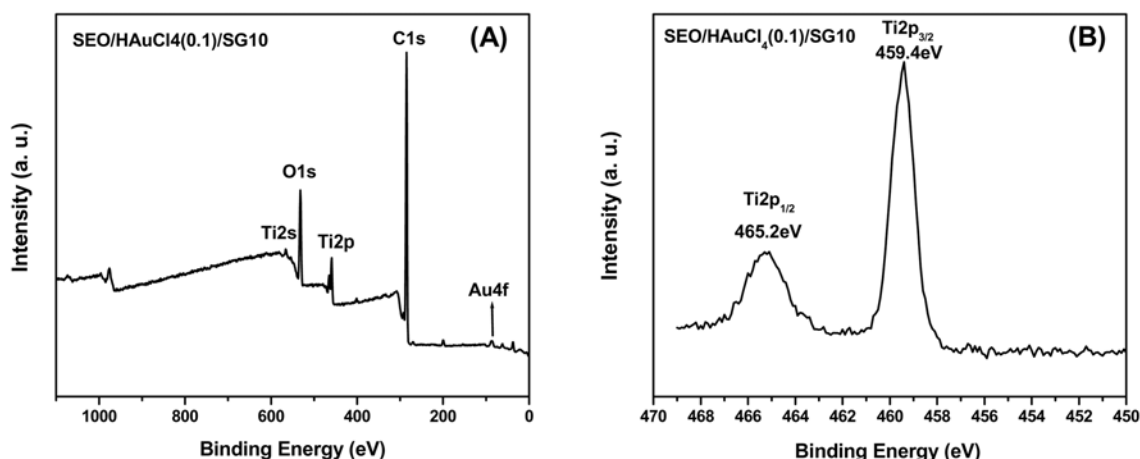 SEO/HAuCl4(0.1)/SG10
(A)
C1s
O1s
Ti2s
Ti2p
Au4f
Intensity (a. u.)
1000 800 600 400 200 0
Binding Energy (eV)
SEO/HAuCl₄(0.1)/SG10
(B)
Ti2p₃/₂
459.4eV
Ti2p₁/₂
465.2eV
Intensity (a. u.)
470 468 466 464 462 460 458 456 454 452 450
Binding Energy (eV)